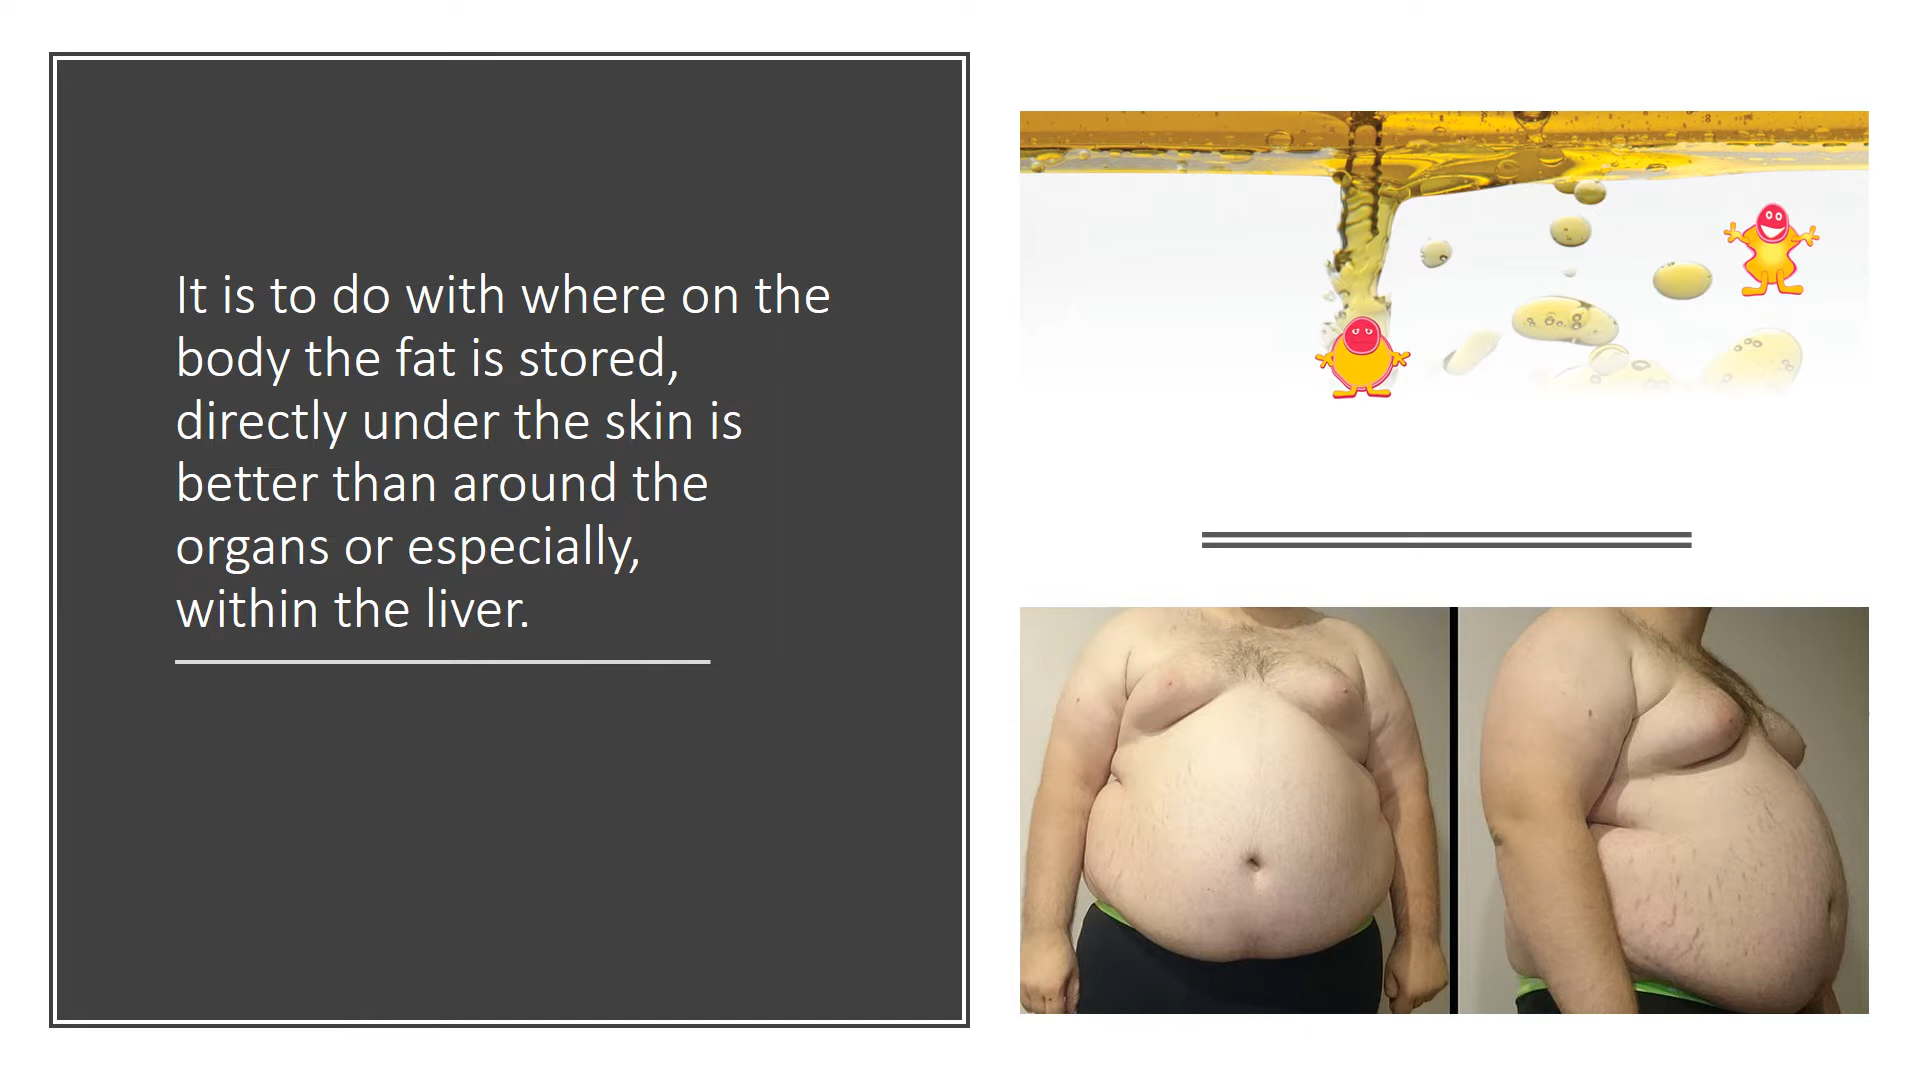 It is to do with where on the
body the fat is stored,
directly under the skin is
better than around the
organs or especially,
within the liver.